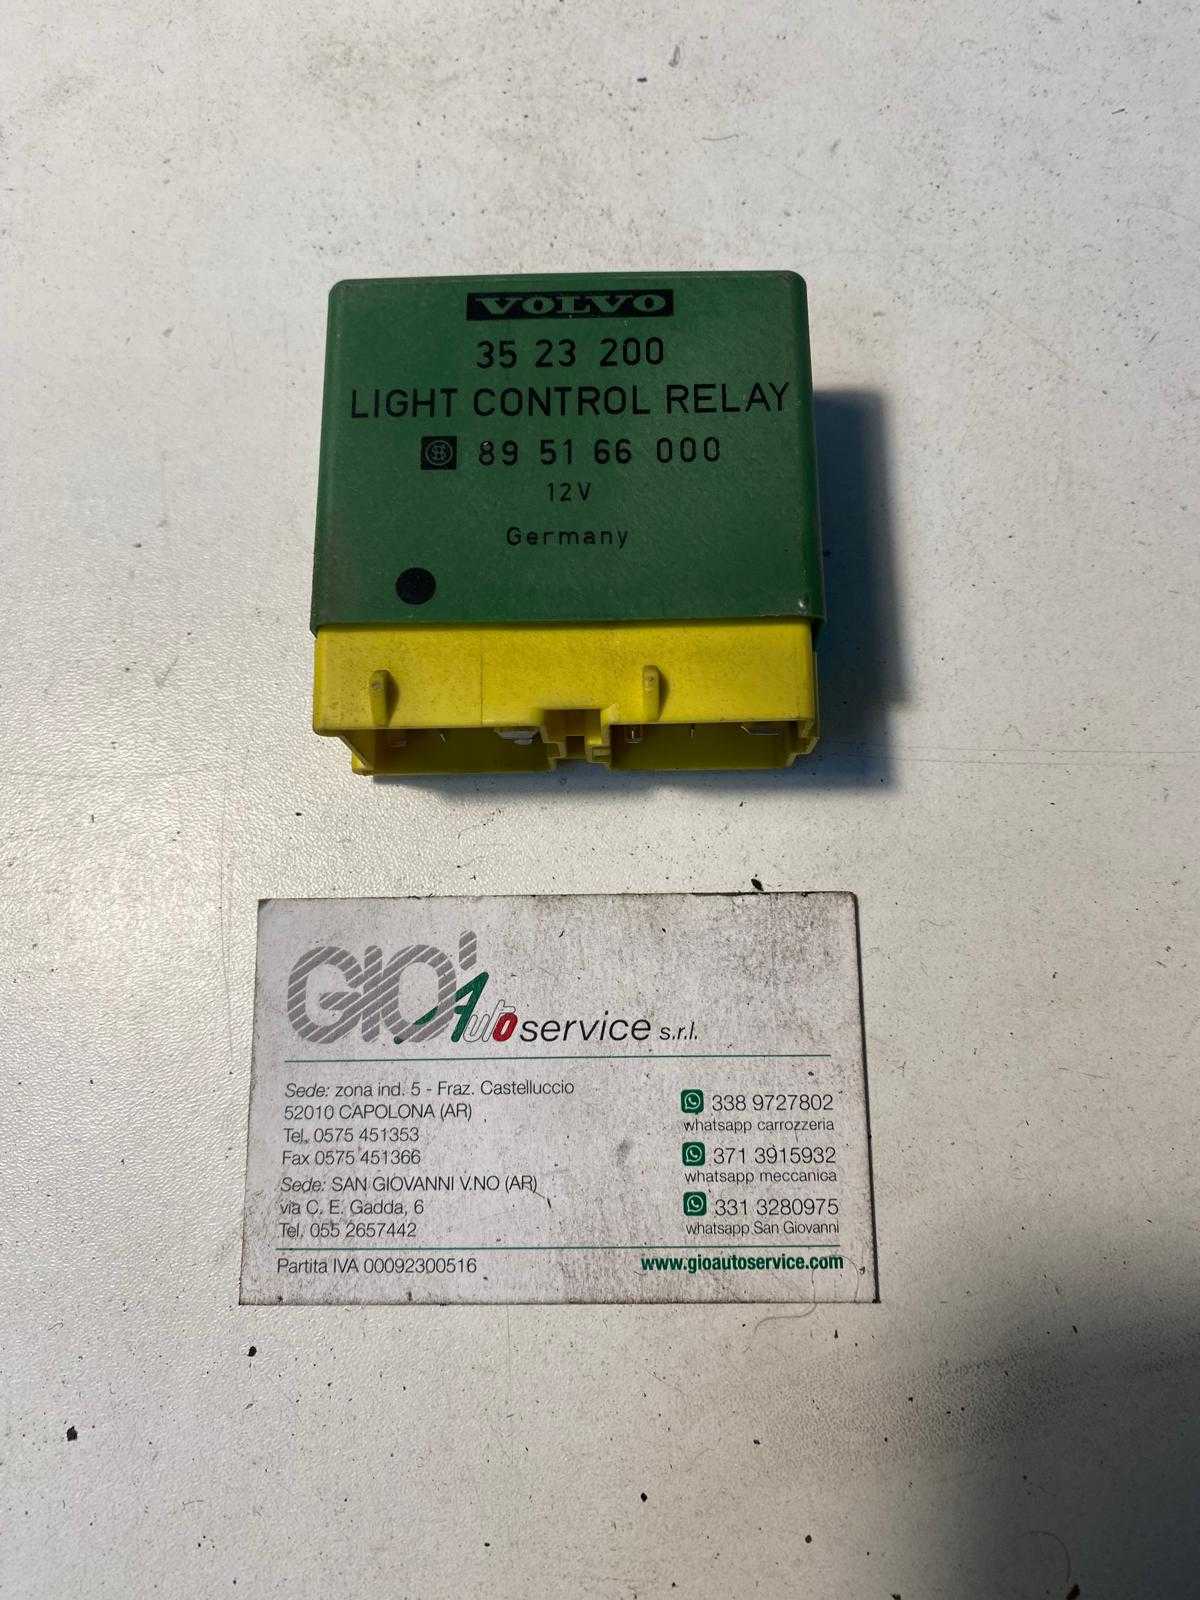 VOLVO
35 23 200
LIGHT CONTROL RELAY
89 51 66 000
12V
Germany
GIO' Auto service s.r.l.
Sede: zona ind. 5 - Fraz. Castelluccio
52010 CAPOLONA (AR)
Tel. 0575 451353
Fax 0575 451366
Sede: SAN GIOVANNI V.NO (AR)
via C. E. Gadda, 6
Tel. 055 2657442
338 9727802
whatsapp carrozzeria
371 3915932
whatsapp meccanica
331 3280975
whatsapp San Giovanni
Partita IVA 00092300516
www.gioautoservice.com